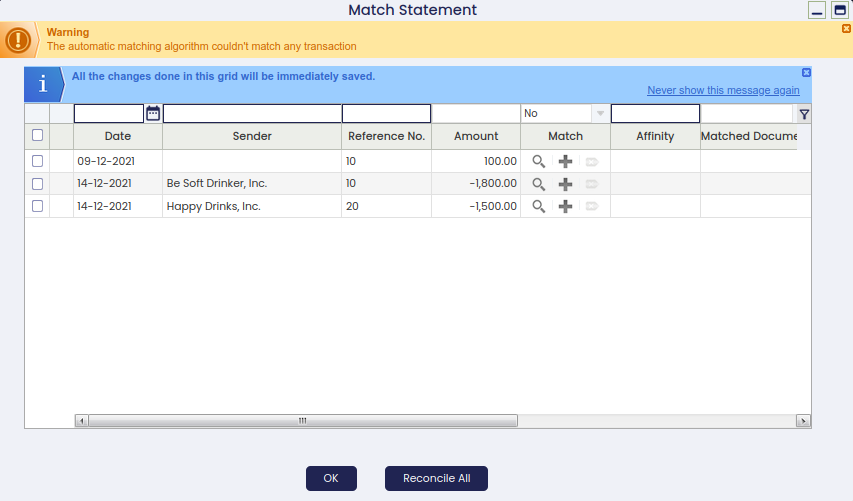 Match Statement
Warning
The automatic matching algorithm couldn't match any transaction
All the changes done in this grid will be immediately saved.
Never show this message again
No
Date Sender Reference No. Amount Match Affinity Matched Docume
09-12-2021 10 100.00
14-12-2021 Be Soft Drinker, Inc. 10 -1,800.00
14-12-2021 Happy Drinks, Inc. 20 -1,500.00
OK Reconcile All